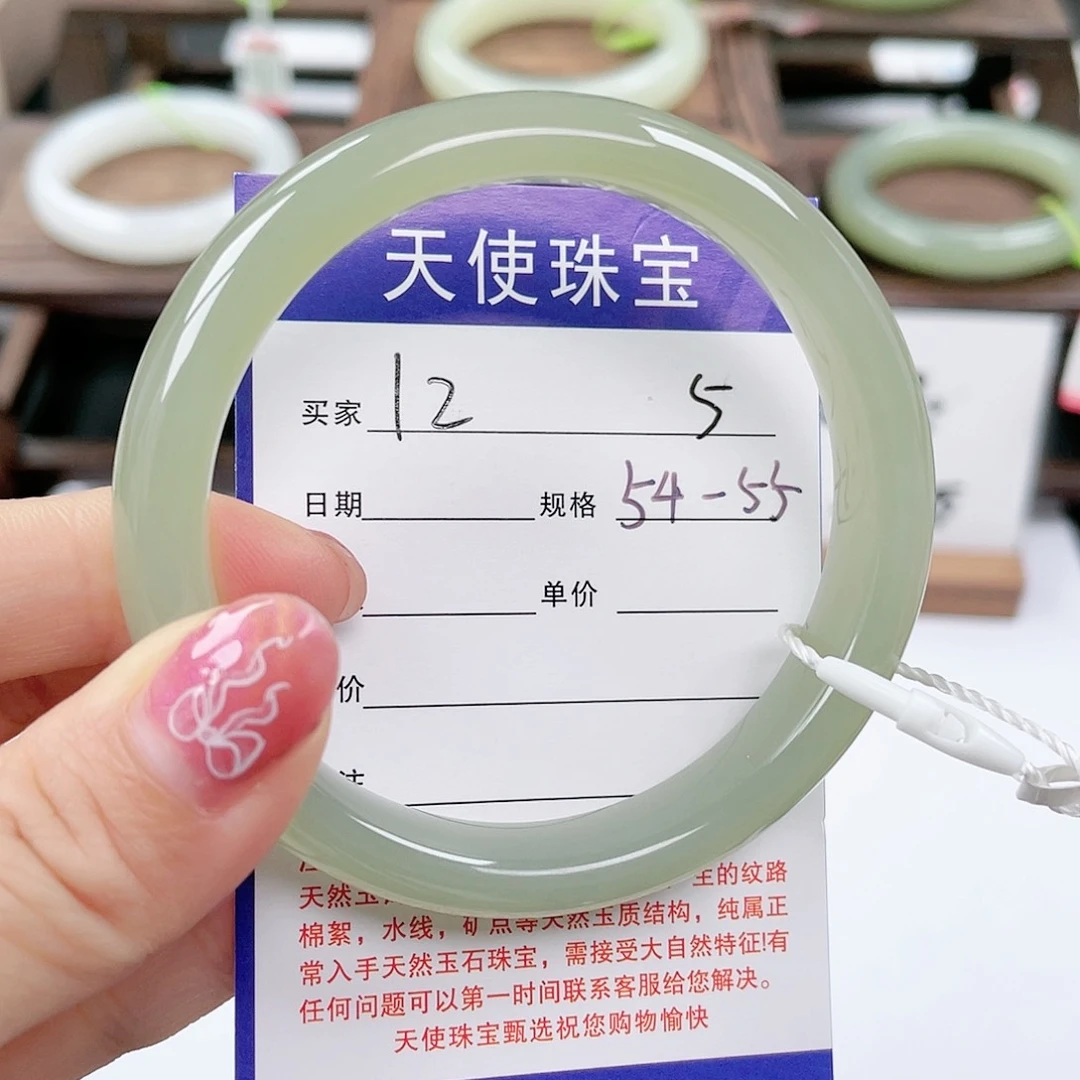 天使珠宝
买家 12 5
日期 规格 54-55
单价
价
天然玉 的纹路
棉絮，水线，矿点等天然玉质结构，纯属正
常入手天然玉石珠宝，需接受大自然特征!有
任何问题可以第一时间联系客服给您解决。
天使珠宝甄选祝您购物愉快